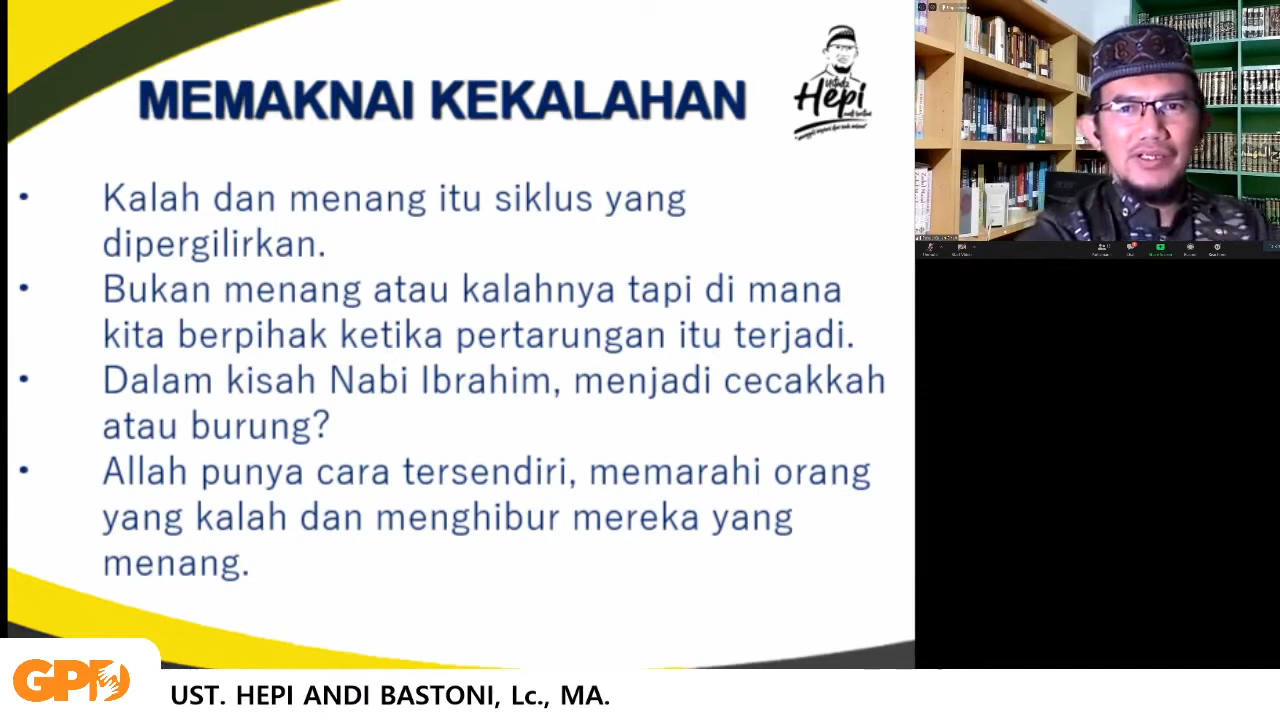 MEMAKNAI KEKALAHAN
Ustadz
Hepi
• Kalah dan menang itu siklus yang
dipergilirkan.
• Bukan menang atau kalahnya tapi di mana
kita berpihak ketika pertarungan itu terjadi.
• Dalam kisah Nabi Ibrahim, menjadi cecakkah
atau burung?
• Allah punya cara tersendiri, memarahi orang
yang kalah dan menghibur mereka yang
menang.
GPD
UST. HEPI ANDI BASTONI, Lc., MA.